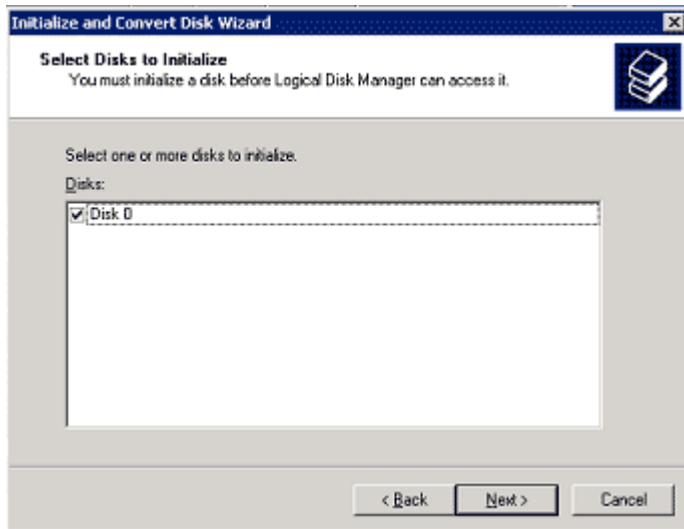 Initialize and Convert Disk Wizard
Select Disks to Initialize
You must initialize a disk before Logical Disk Manager can access it.
Select one or more disks to initialize.
Disks:
Disk 0
< Back
Next >
Cancel